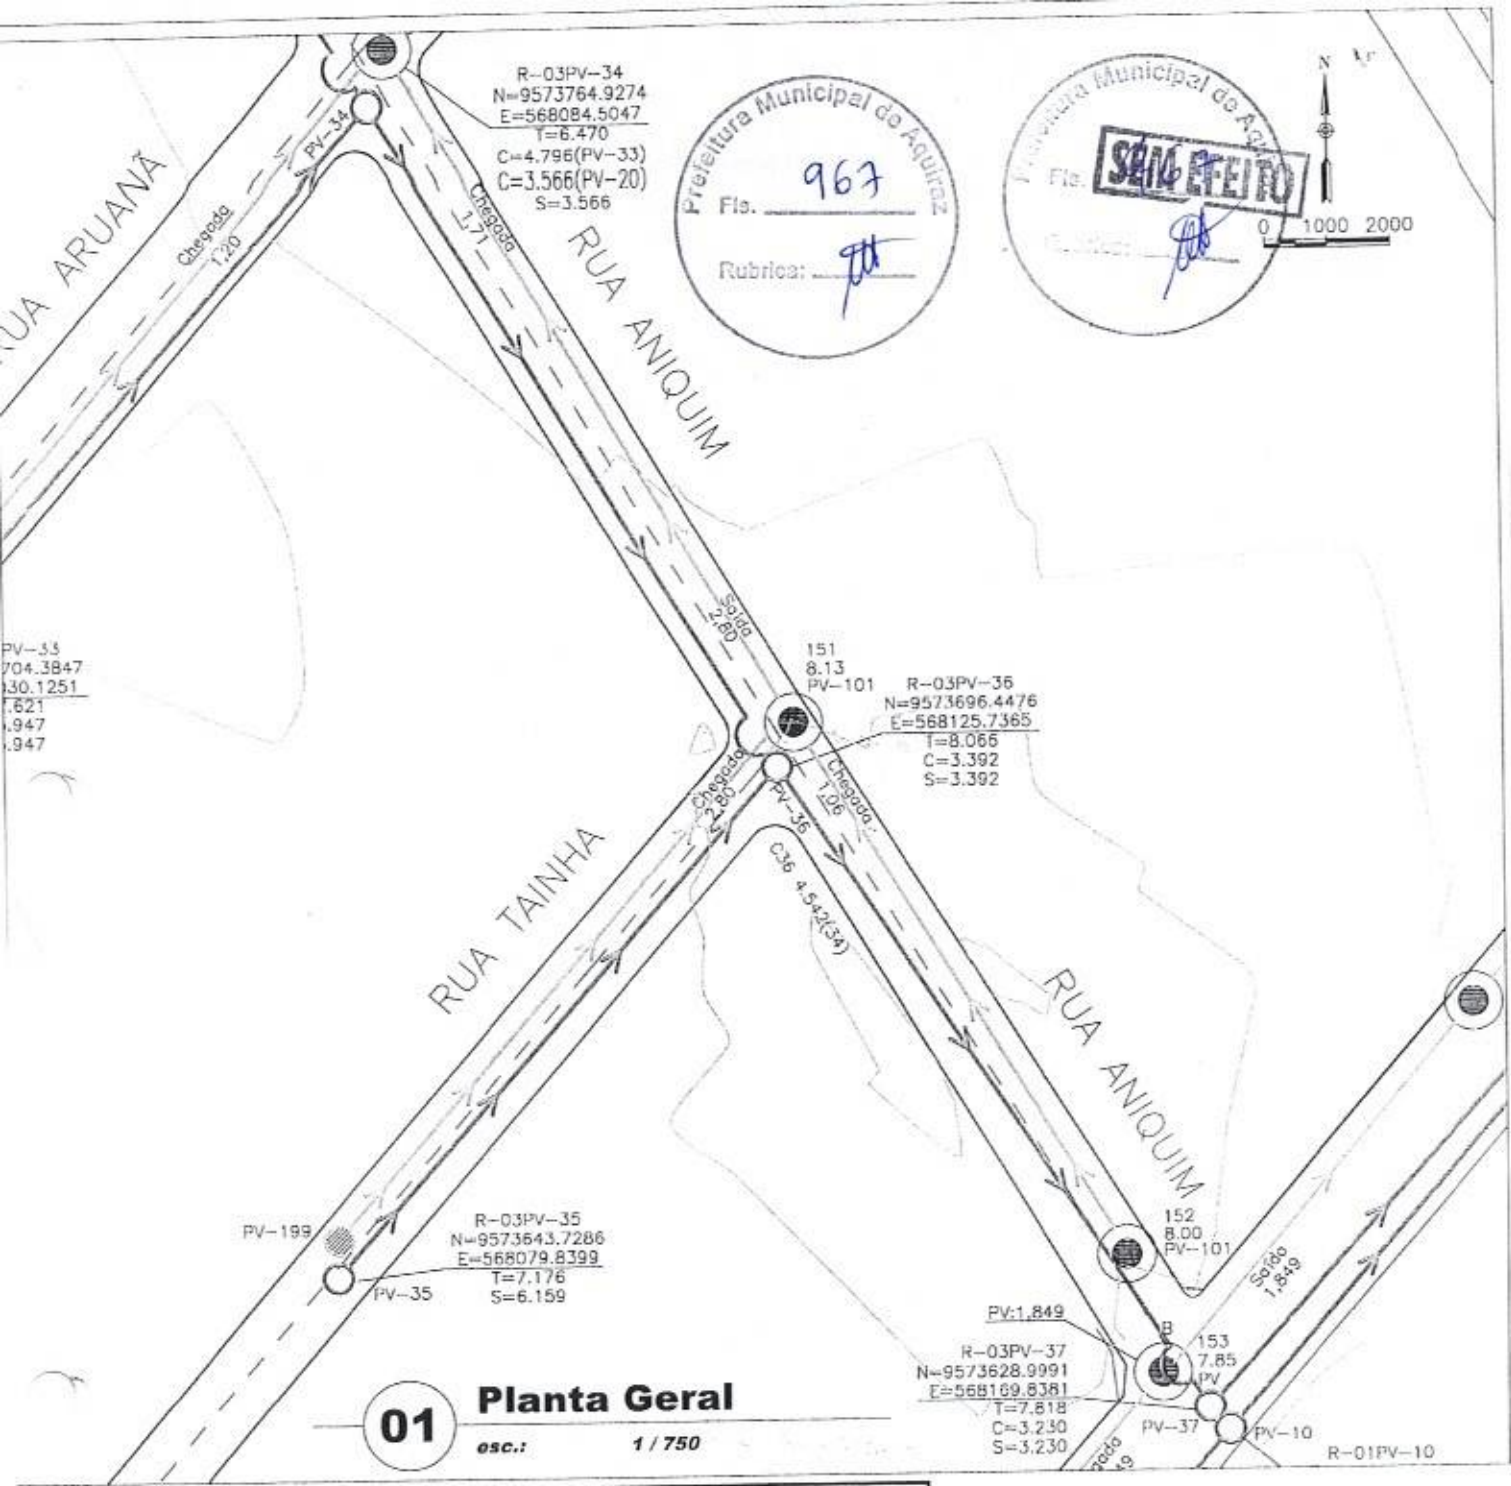 R-03PV-34
N=9573764.9274
E=568084.5047
T=6.470
C=4.796(PV-33)
C=3.566(PV-20)
S=3.566
Prefeitura Municipal de Aquiraz
Fls. 967
Rubrica:
Prefeitura Municipal de Aquiraz
Fls.
SEM EFEITO
N
0 1000 2000
PV-34
RUA ARUANÃ
Chegada
1,20
Chegada
1,71
RUA ANIQUIM
Saída
2,80
PV-33
704.3847
130.1251
.621
.947
.947
151
8.13
PV-101
R-03PV-36
N=9573696.4476
E=568125.7365
T=8.066
C=3.392
S=3.392
Chegada
2,80
PV-36
Chegada
1,06
C36 4.542(34)
RUA TAINHA
RUA ANIQUIM
PV-199
R-03PV-35
N=9573643.7286
E=568079.8399
T=7.176
S=6.159
PV-35
152
8.00
PV-101
Saída
1,849
PV:1,849
B
153
7.85
PV
R-03PV-37
N=9573628.9991
E=568169.8381
T=7.818
C=3.230
S=3.230
PV-37
PV-10
R-01PV-10
gada
49
01
Planta Geral
esc.: 1 / 750